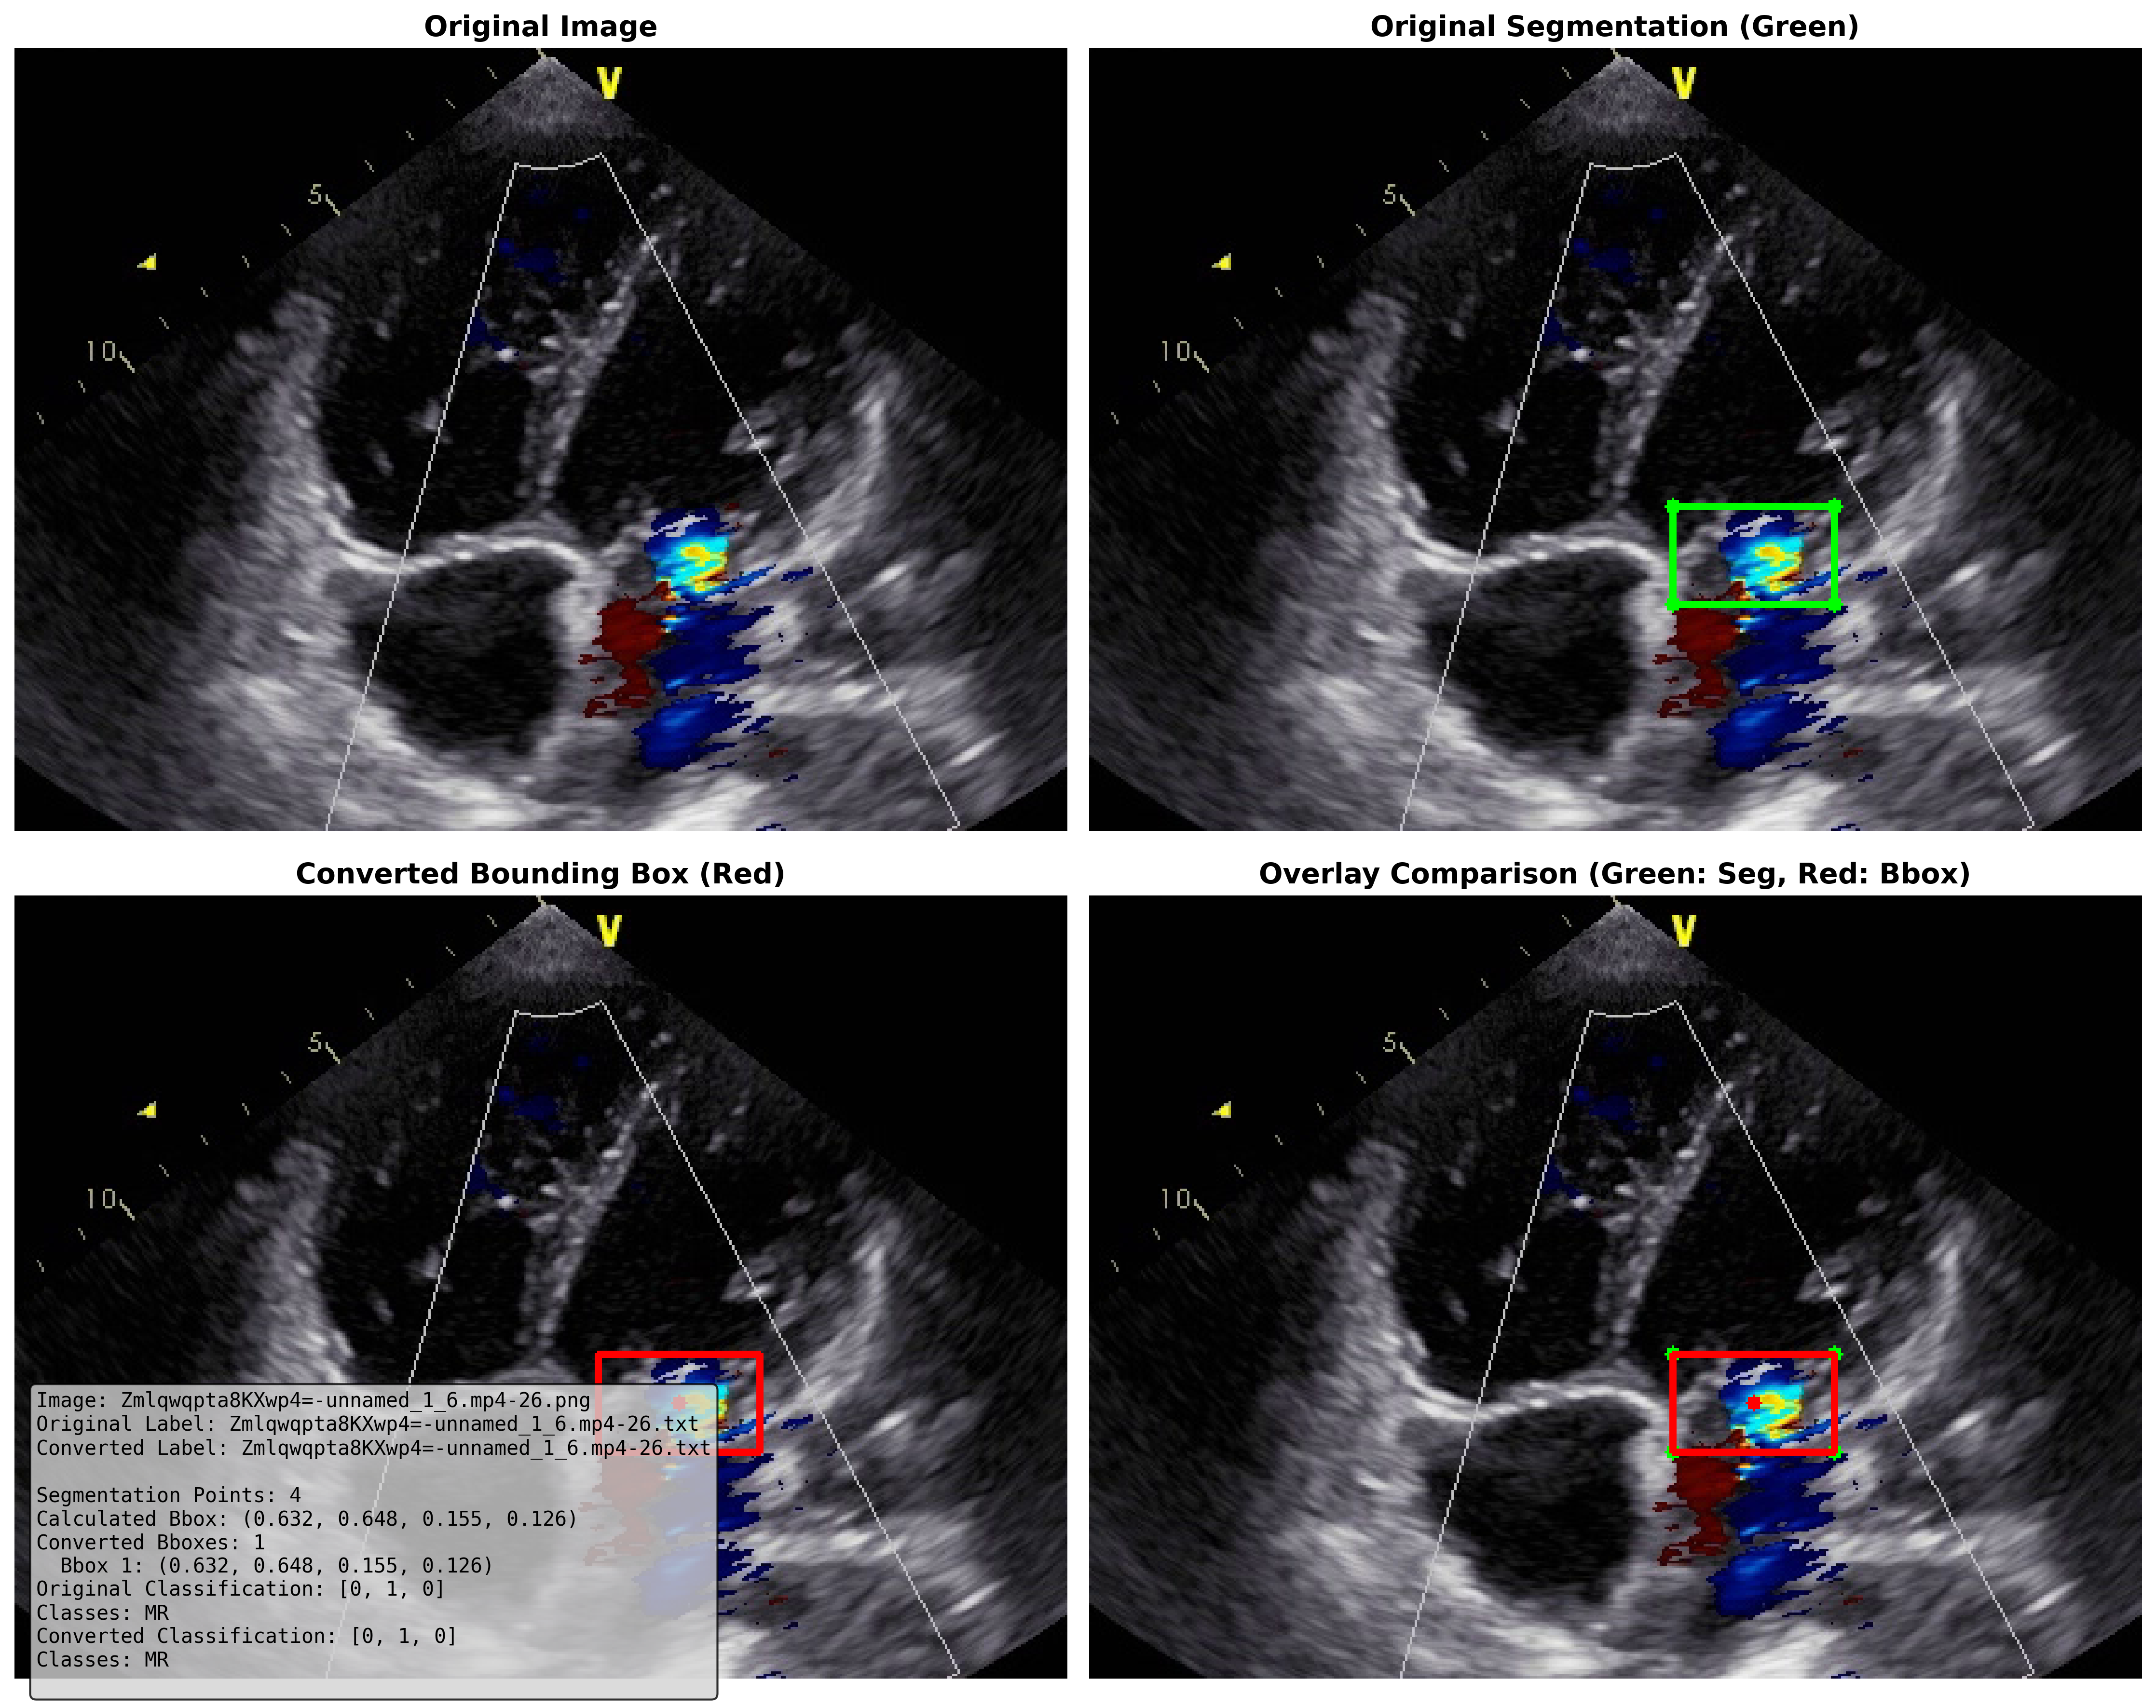 Original Image
Original Segmentation (Green)
V
5
10
V
5
10
Converted Bounding Box (Red)
Overlay Comparison (Green: Seg, Red: Bbox)
V
5
10
V
5
10
Image: Zmlqwqpta8KXwp4=-unnamed_1_6.mp4-26.png
Original Label: Zmlqwqpta8KXwp4=-unnamed_1_6.mp4-26.txt
Converted Label: Zmlqwqpta8KXwp4=-unnamed_1_6.mp4-26.txt
Segmentation Points: 4
Calculated Bbox: (0.632, 0.648, 0.155, 0.126)
Converted Bboxes: 1
Bbox 1: (0.632, 0.648, 0.155, 0.126)
Original Classification: [0, 1, 0]
Classes: MR
Converted Classification: [0, 1, 0]
Classes: MR